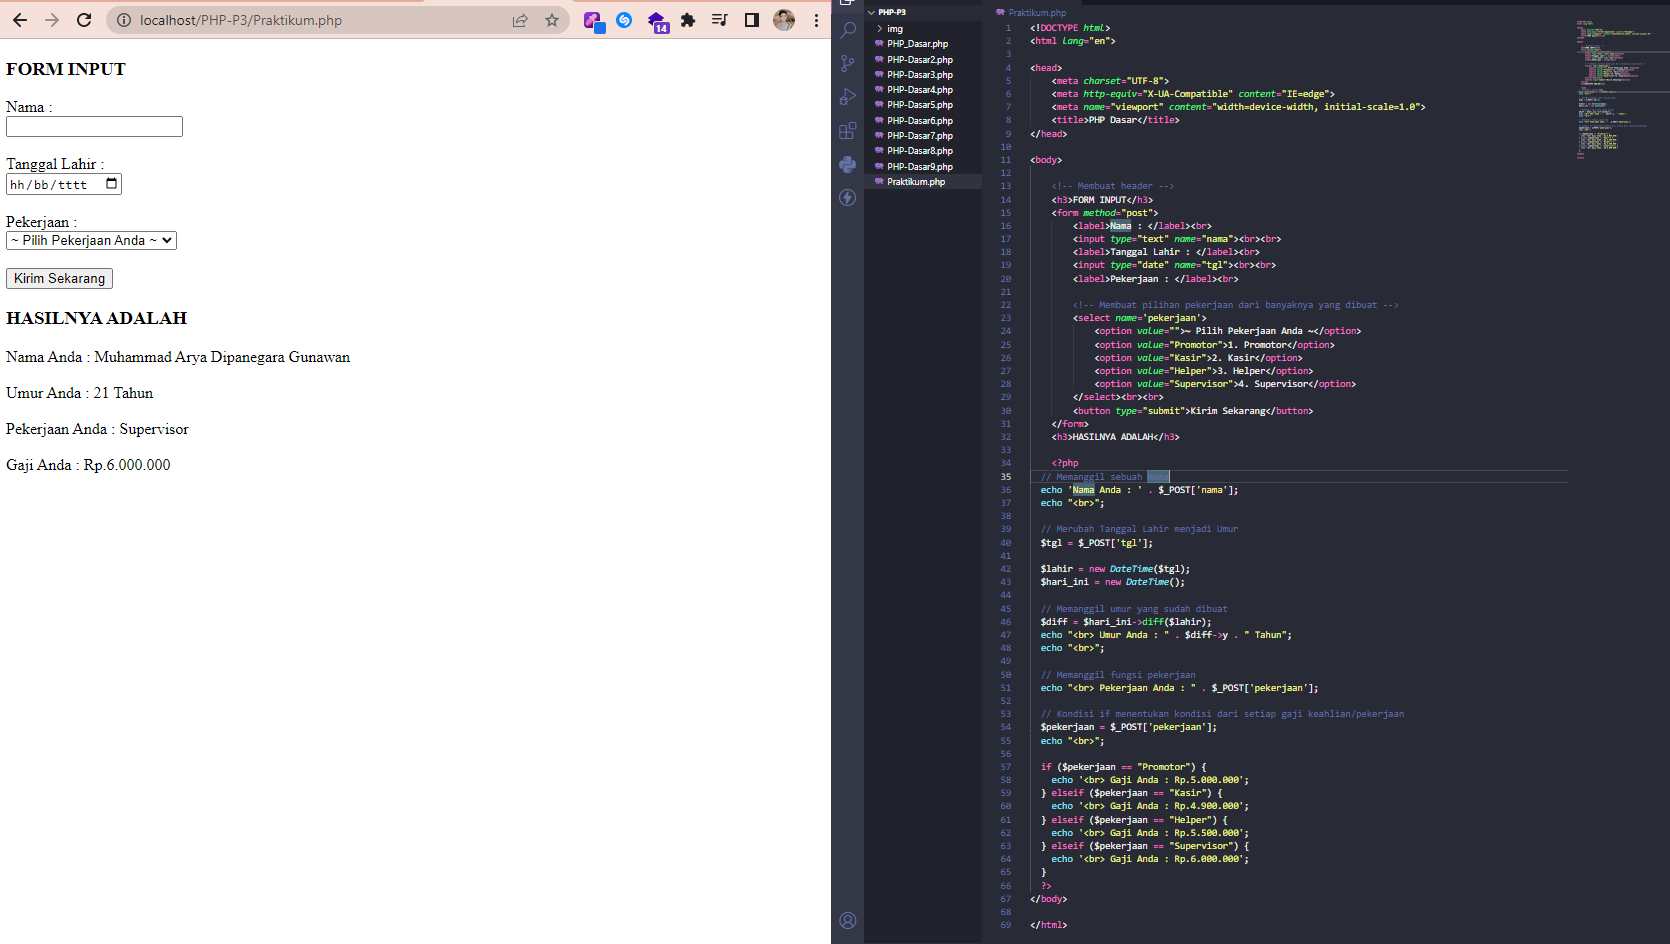 localhost/PHP-P3/Praktikum.php
14
FORM INPUT
Nama :
Tanggal Lahir :
hh/bb/tttt
Pekerjaan :
~ Pilih Pekerjaan Anda ~
Kirim Sekarang
HASILNYA ADALAH
Nama Anda : Muhammad Arya Dipanegara Gunawan
Umur Anda : 21 Tahun
Pekerjaan Anda : Supervisor
Gaji Anda : Rp.6.000.000
PHP-P3
img
PHP_Dasar.php
PHP-Dasar2.php
PHP-Dasar3.php
PHP-Dasar4.php
PHP-Dasar5.php
PHP-Dasar6.php
PHP-Dasar7.php
PHP-Dasar8.php
PHP-Dasar9.php
Praktikum.php
Praktikum.php
1 <!DOCTYPE html>
2 <html lang="en">
3
4 <head>
5 <meta charset="UTF-8">
6 <meta http-equiv="X-UA-Compatible" content="IE=edge">
7 <meta name="viewport" content="width=device-width, initial-scale=1.0">
8 <title>PHP Dasar</title>
9 </head>
10
11 <body>
12
13 <!-- Membuat header -->
14 <h3>FORM INPUT</h3>
15 <form method="post">
16 <label>Nama : </label><br>
17 <input type="text" name="nama"><br><br>
18 <label>Tanggal Lahir : </label><br>
19 <input type="date" name="tgl"><br><br>
20 <label>Pekerjaan : </label><br>
21
22 <!-- Membuat pilihan pekerjaan dari banyaknya yang dibuat -->
23 <select name='pekerjaan'>
24 <option value="">~ Pilih Pekerjaan Anda ~</option>
25 <option value="Promotor">1. Promotor</option>
26 <option value="Kasir">2. Kasir</option>
27 <option value="Helper">3. Helper</option>
28 <option value="Supervisor">4. Supervisor</option>
29 </select><br><br>
30 <button type="submit">Kirim Sekarang</button>
31 </form>
32 <h3>HASILNYA ADALAH</h3>
33
34 <?php
35 // Memanggil sebuah Nama
36 echo 'Nama Anda : ' . $_POST['nama'];
37 echo "<br>";
38
39 // Merubah Tanggal Lahir menjadi Umur
40 $tgl = $_POST['tgl'];
41
42 $lahir = new DateTime($tgl);
43 $hari_ini = new DateTime();
44
45 // Memanggil umur yang sudah dibuat
46 $diff = $hari_ini->diff($lahir);
47 echo "<br> Umur Anda : " . $diff->y . " Tahun";
48 echo "<br>";
49
50 // Memanggil fungsi pekerjaan
51 echo "<br> Pekerjaan Anda : " . $_POST['pekerjaan'];
52
53 // Kondisi if menentukan kondisi dari setiap gaji keahlian/pekerjaan
54 $pekerjaan = $_POST['pekerjaan'];
55 echo "<br>";
56
57 if ($pekerjaan == "Promotor") {
58 echo '<br> Gaji Anda : Rp.5.000.000';
59 } elseif ($pekerjaan == "Kasir") {
60 echo '<br> Gaji Anda : Rp.4.900.000';
61 } elseif ($pekerjaan == "Helper") {
62 echo '<br> Gaji Anda : Rp.5.500.000';
63 } elseif ($pekerjaan == "Supervisor") {
64 echo '<br> Gaji Anda : Rp.6.000.000';
65 }
66 ?>
67 </body>
68
69 </html>